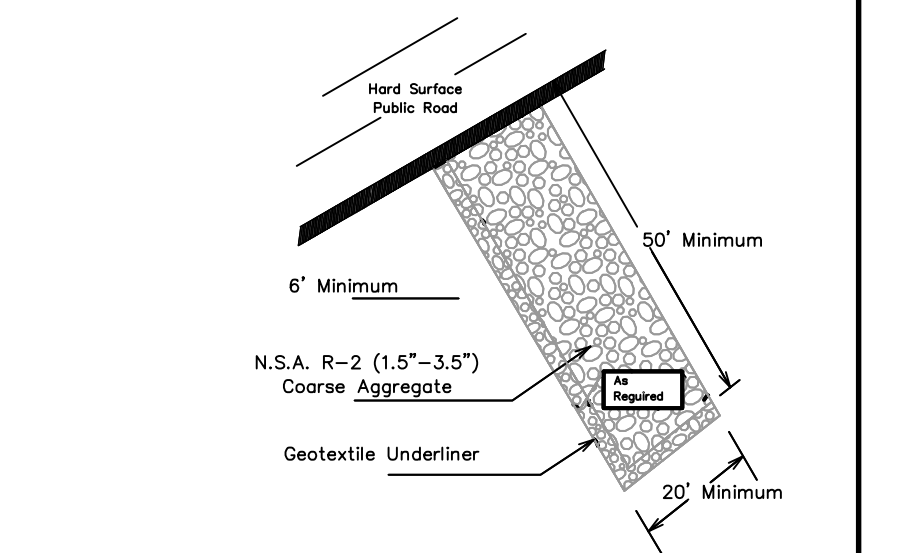 Hard Surface
Public Road
50' Minimum
6' Minimum
N.S.A. R-2 (1.5"-3.5")
Coarse Aggregate
As
Reguired
Geotextile Underliner
20' Minimum